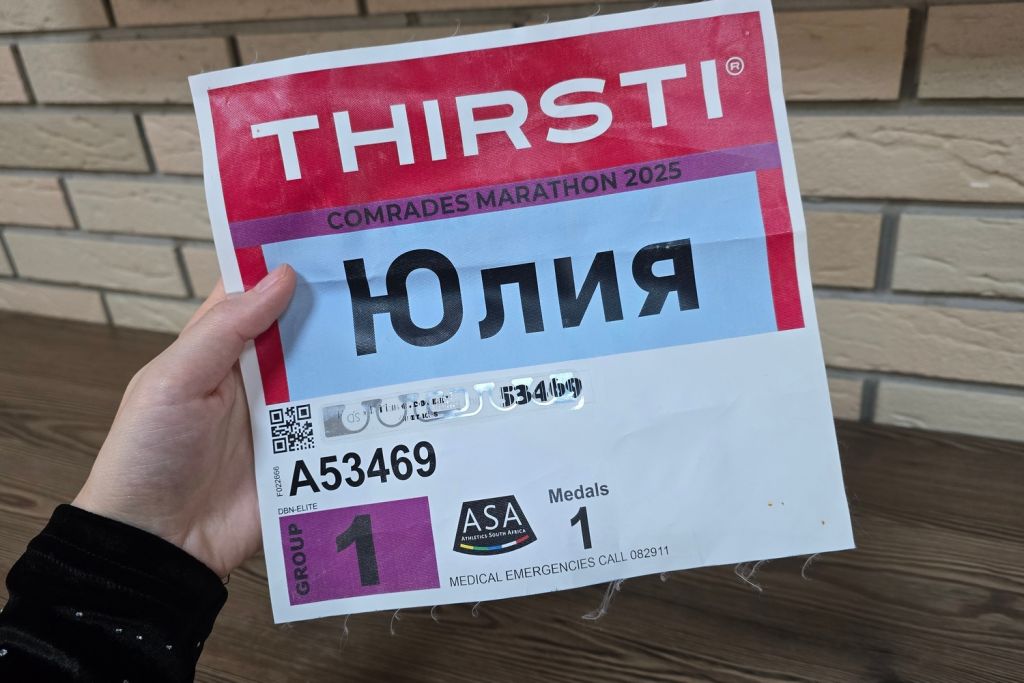 THIRSTI®
COMRADES MARATHON 2025
Юлия
53469
F022666
A53469
DBN-ELITE
GROUP
1
ASA
ATHLETICS SOUTH AFRICA
Medals
1
MEDICAL EMERGENCIES CALL 082911